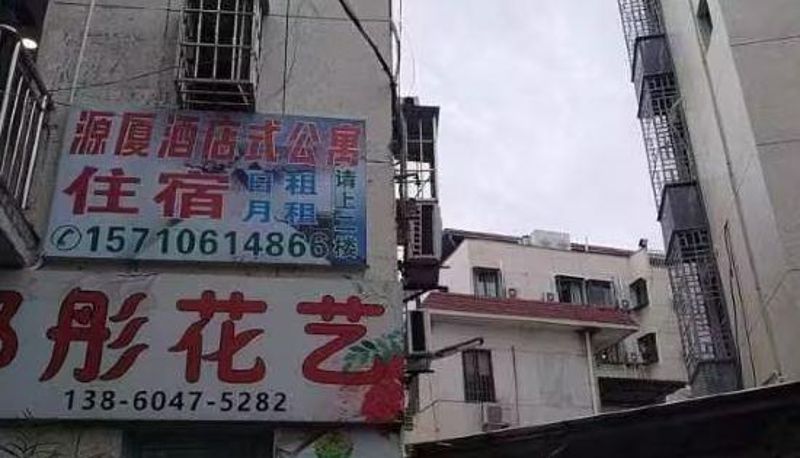 源厦酒店式公寓
住宿 日租 月租 请上二楼
15710614866
彤花艺
138-6047-5282